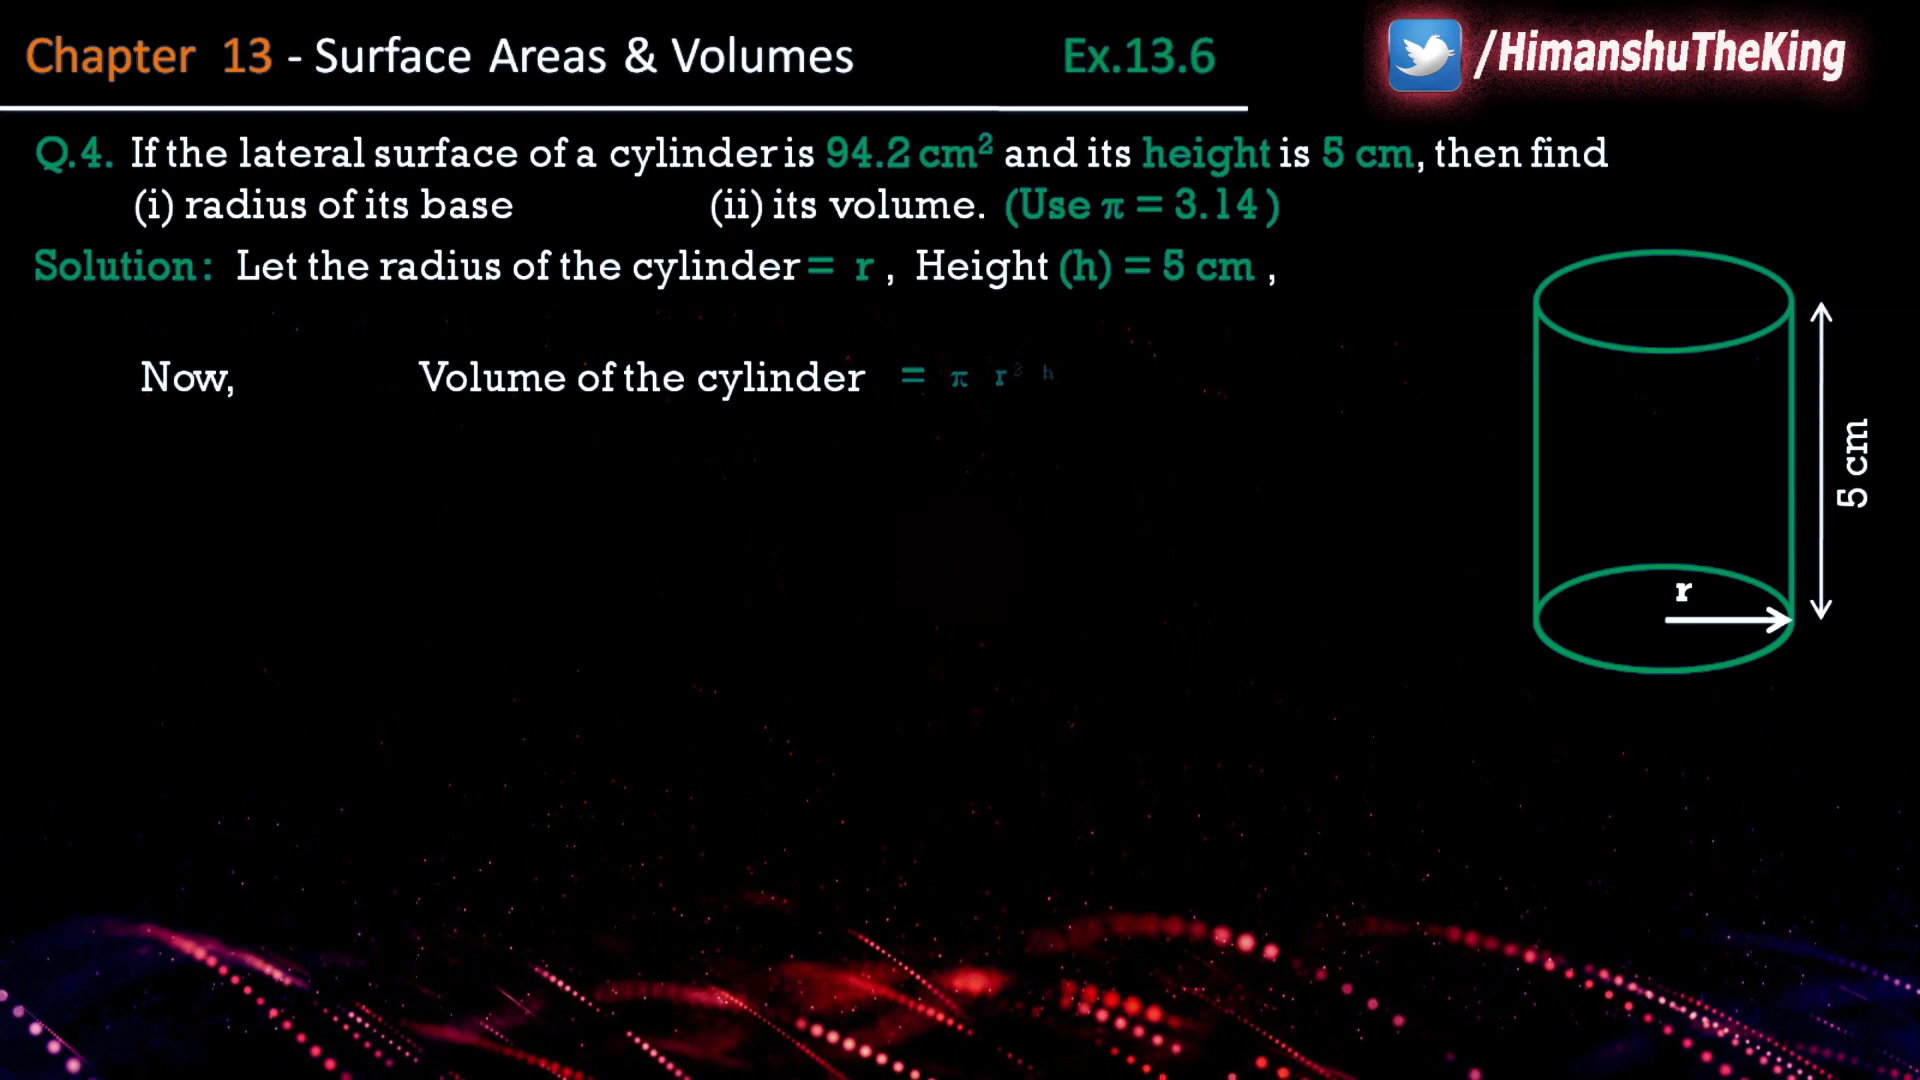 Chapter 13 - Surface Areas & Volumes Ex.13.6 /HimanshuTheKing
Q.4. If the lateral surface of a cylinder is 94.2 cm² and its height is 5 cm, then find
(i) radius of its base (ii) its volume. (Use π = 3.14 )
Solution: Let the radius of the cylinder = r , Height (h) = 5 cm ,
Now, Volume of the cylinder = π r² h
5 cm
r